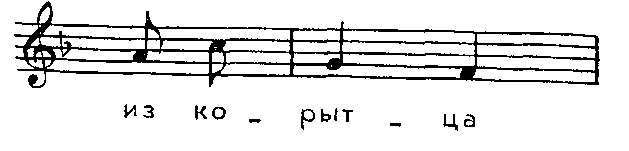 из ко - рыт - ца